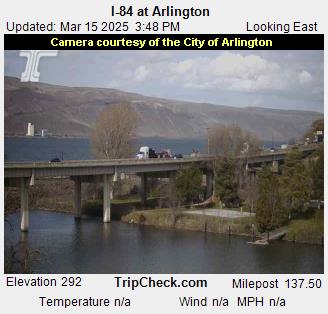 I-84 at Arlington
Updated: Mar 15 2025 3:48 PM Looking East
Camera courtesy of the City of Arlington
Elevation 292 TripCheck.com Milepost 137.50
Temperature n/a Wind n/a MPH n/a